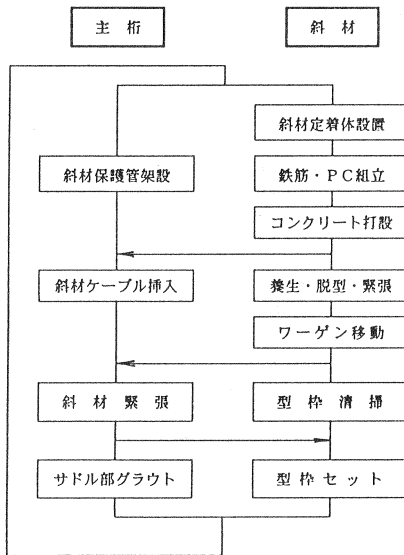 主桁 斜材
斜材定着体設置
斜材保護管架設 鉄筋・PC組立
コンクリート打設
斜材ケーブル挿入 養生・脱型・緊張
ワーゲン移動
斜材緊張 型枠清掃
サドル部グラウト 型枠セット